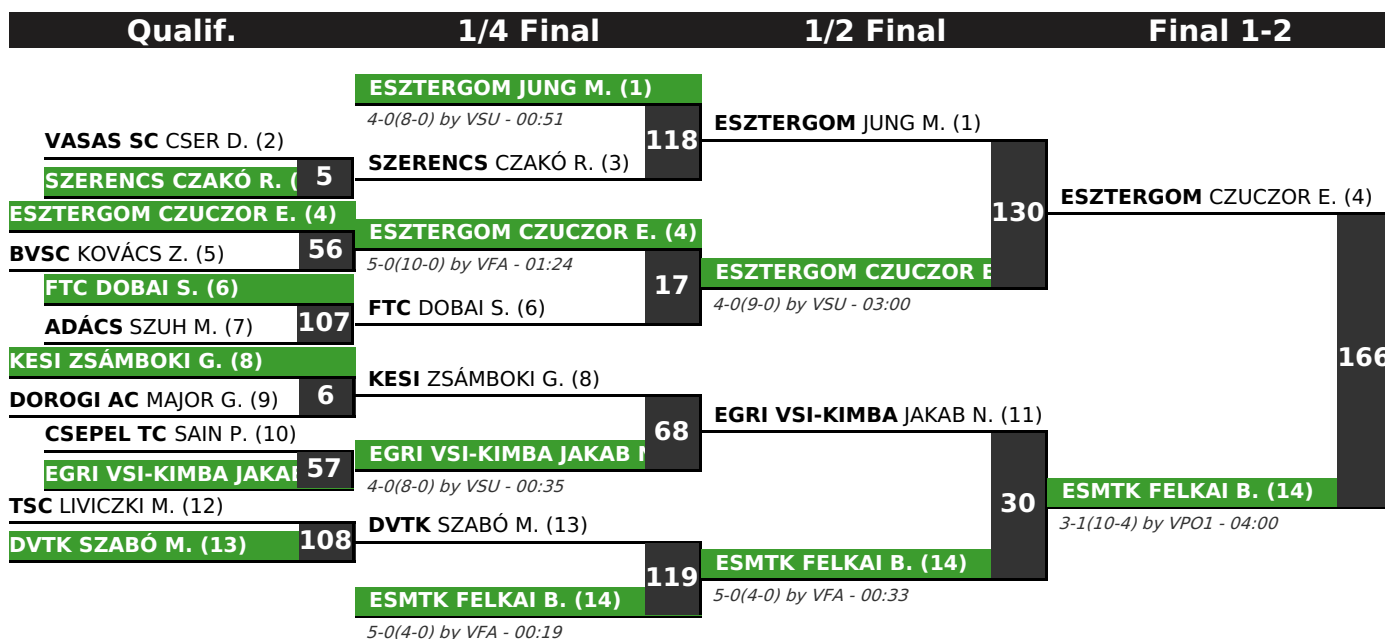 Qualif. 1/4 Final 1/2 Final Final 1-2
VASAS SC CSER D. (2)
SZERENCS CZAKÓ R. (
5
ESZTERGOM CZUCZOR E. (4)
BVSC KOVÁCS Z. (5)
56
FTC DOBAI S. (6)
ADÁCS SZUH M. (7)
107
KESI ZSÁMBOKI G. (8)
DOROGI AC MAJOR G. (9)
6
CSEPEL TC SAIN P. (10)
EGRI VSI-KIMBA JAKAB
57
TSC LIVICZKI M. (12)
DVTK SZABÓ M. (13)
108
ESZTERGOM JUNG M. (1)
4-0(8-0) by VSU - 00:51
SZERENCS CZAKÓ R. (3)
118
ESZTERGOM CZUCZOR E. (4)
5-0(10-0) by VFA - 01:24
FTC DOBAI S. (6)
17
KESI ZSÁMBOKI G. (8)
EGRI VSI-KIMBA JAKAB N
4-0(8-0) by VSU - 00:35
68
DVTK SZABÓ M. (13)
ESMTK FELKAI B. (14)
5-0(4-0) by VFA - 00:19
119
ESZTERGOM JUNG M. (1)
ESZTERGOM CZUCZOR E
4-0(9-0) by VSU - 03:00
130
EGRI VSI-KIMBA JAKAB N. (11)
ESMTK FELKAI B. (14)
5-0(4-0) by VFA - 00:33
30
ESZTERGOM CZUCZOR E. (4)
ESMTK FELKAI B. (14)
3-1(10-4) by VPO1 - 04:00
166